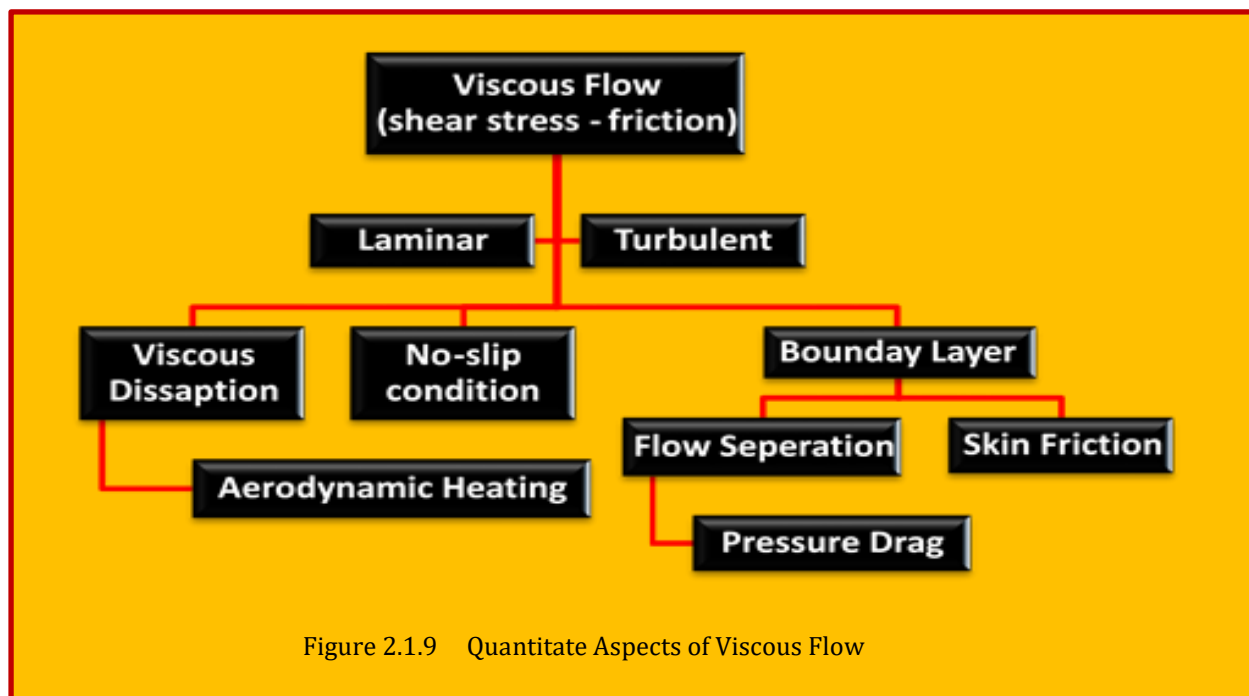 Viscous Flow
(shear stress - friction)
Laminar
Turbulent
Viscous
Dissaption
No-slip
condition
Bounday Layer
Flow Seperation
Skin Friction
Aerodynamic Heating
Pressure Drag
Figure 2.1.9 Quantitate Aspects of Viscous Flow